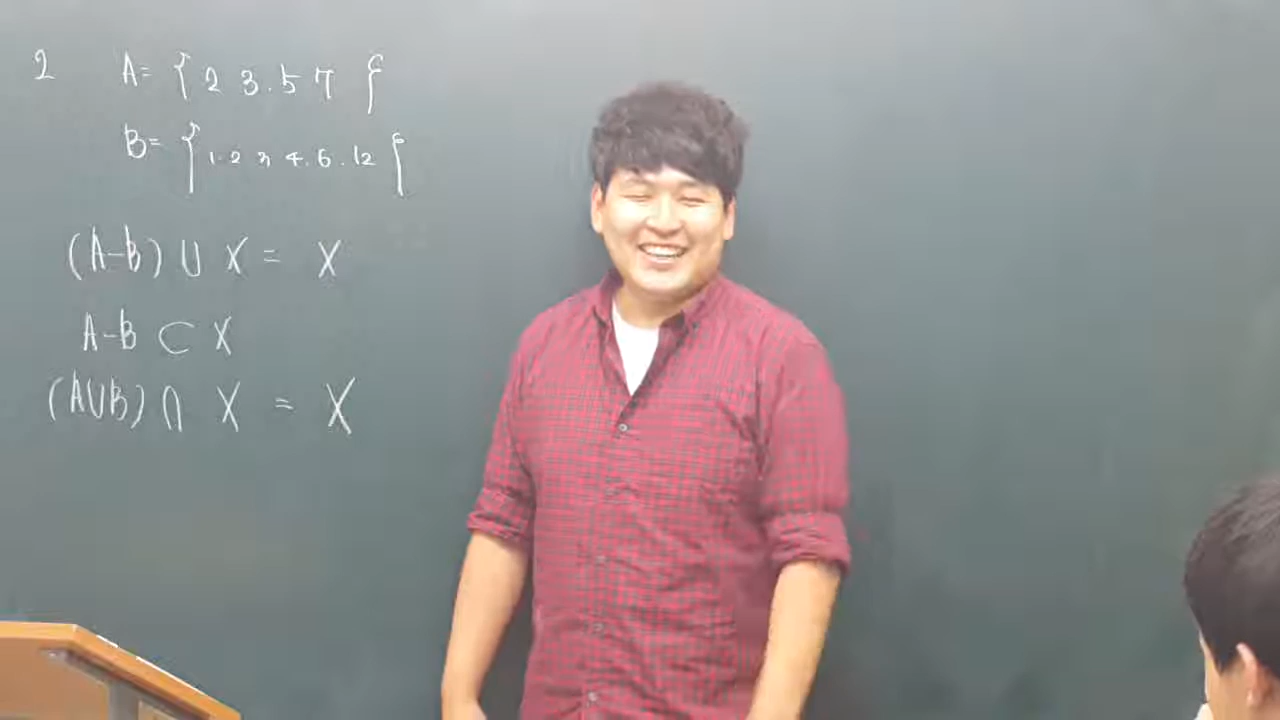 2 A= { 2 3. 5 7 }
B= { 1. 2 3 4. 6. 12 }
(A-B) ∪ X = X
A-B ⊂ X
(A∪B) ∩ X = X